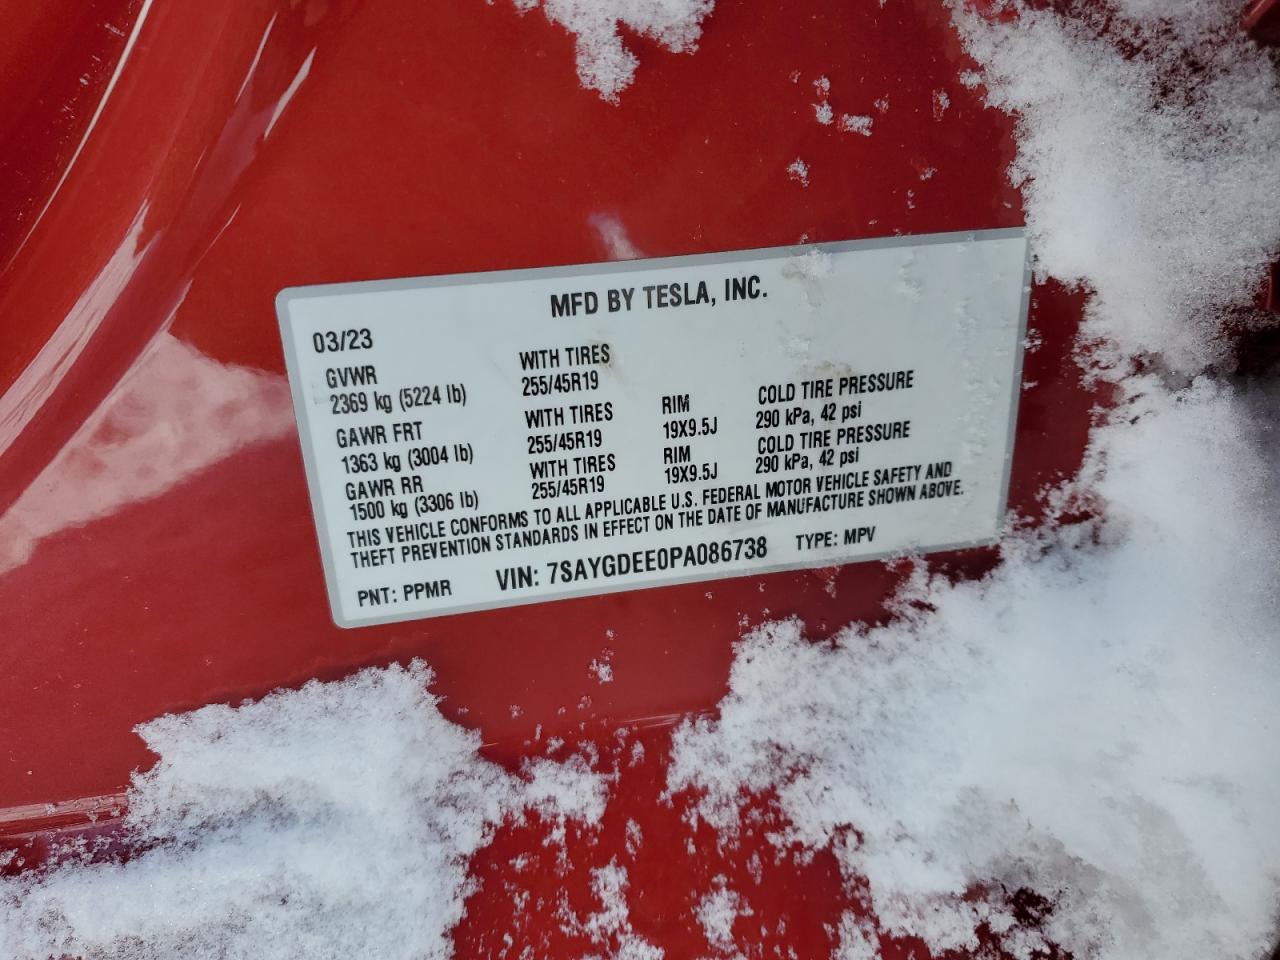 MFD BY TESLA, INC.
03/23
GVWR WITH TIRES
2369 kg (5224 lb) 255/45R19
GAWR FRT WITH TIRES RIM COLD TIRE PRESSURE
1363 kg (3004 lb) 255/45R19 19X9.5J 290 kPa, 42 psi
GAWR RR WITH TIRES RIM COLD TIRE PRESSURE
1500 kg (3306 lb) 255/45R19 19X9.5J 290 kPa, 42 psi
THIS VEHICLE CONFORMS TO ALL APPLICABLE U.S. FEDERAL MOTOR VEHICLE SAFETY AND
THEFT PREVENTION STANDARDS IN EFFECT ON THE DATE OF MANUFACTURE SHOWN ABOVE.
PNT: PPMR VIN: 7SAYGDEE0PA086738 TYPE: MPV